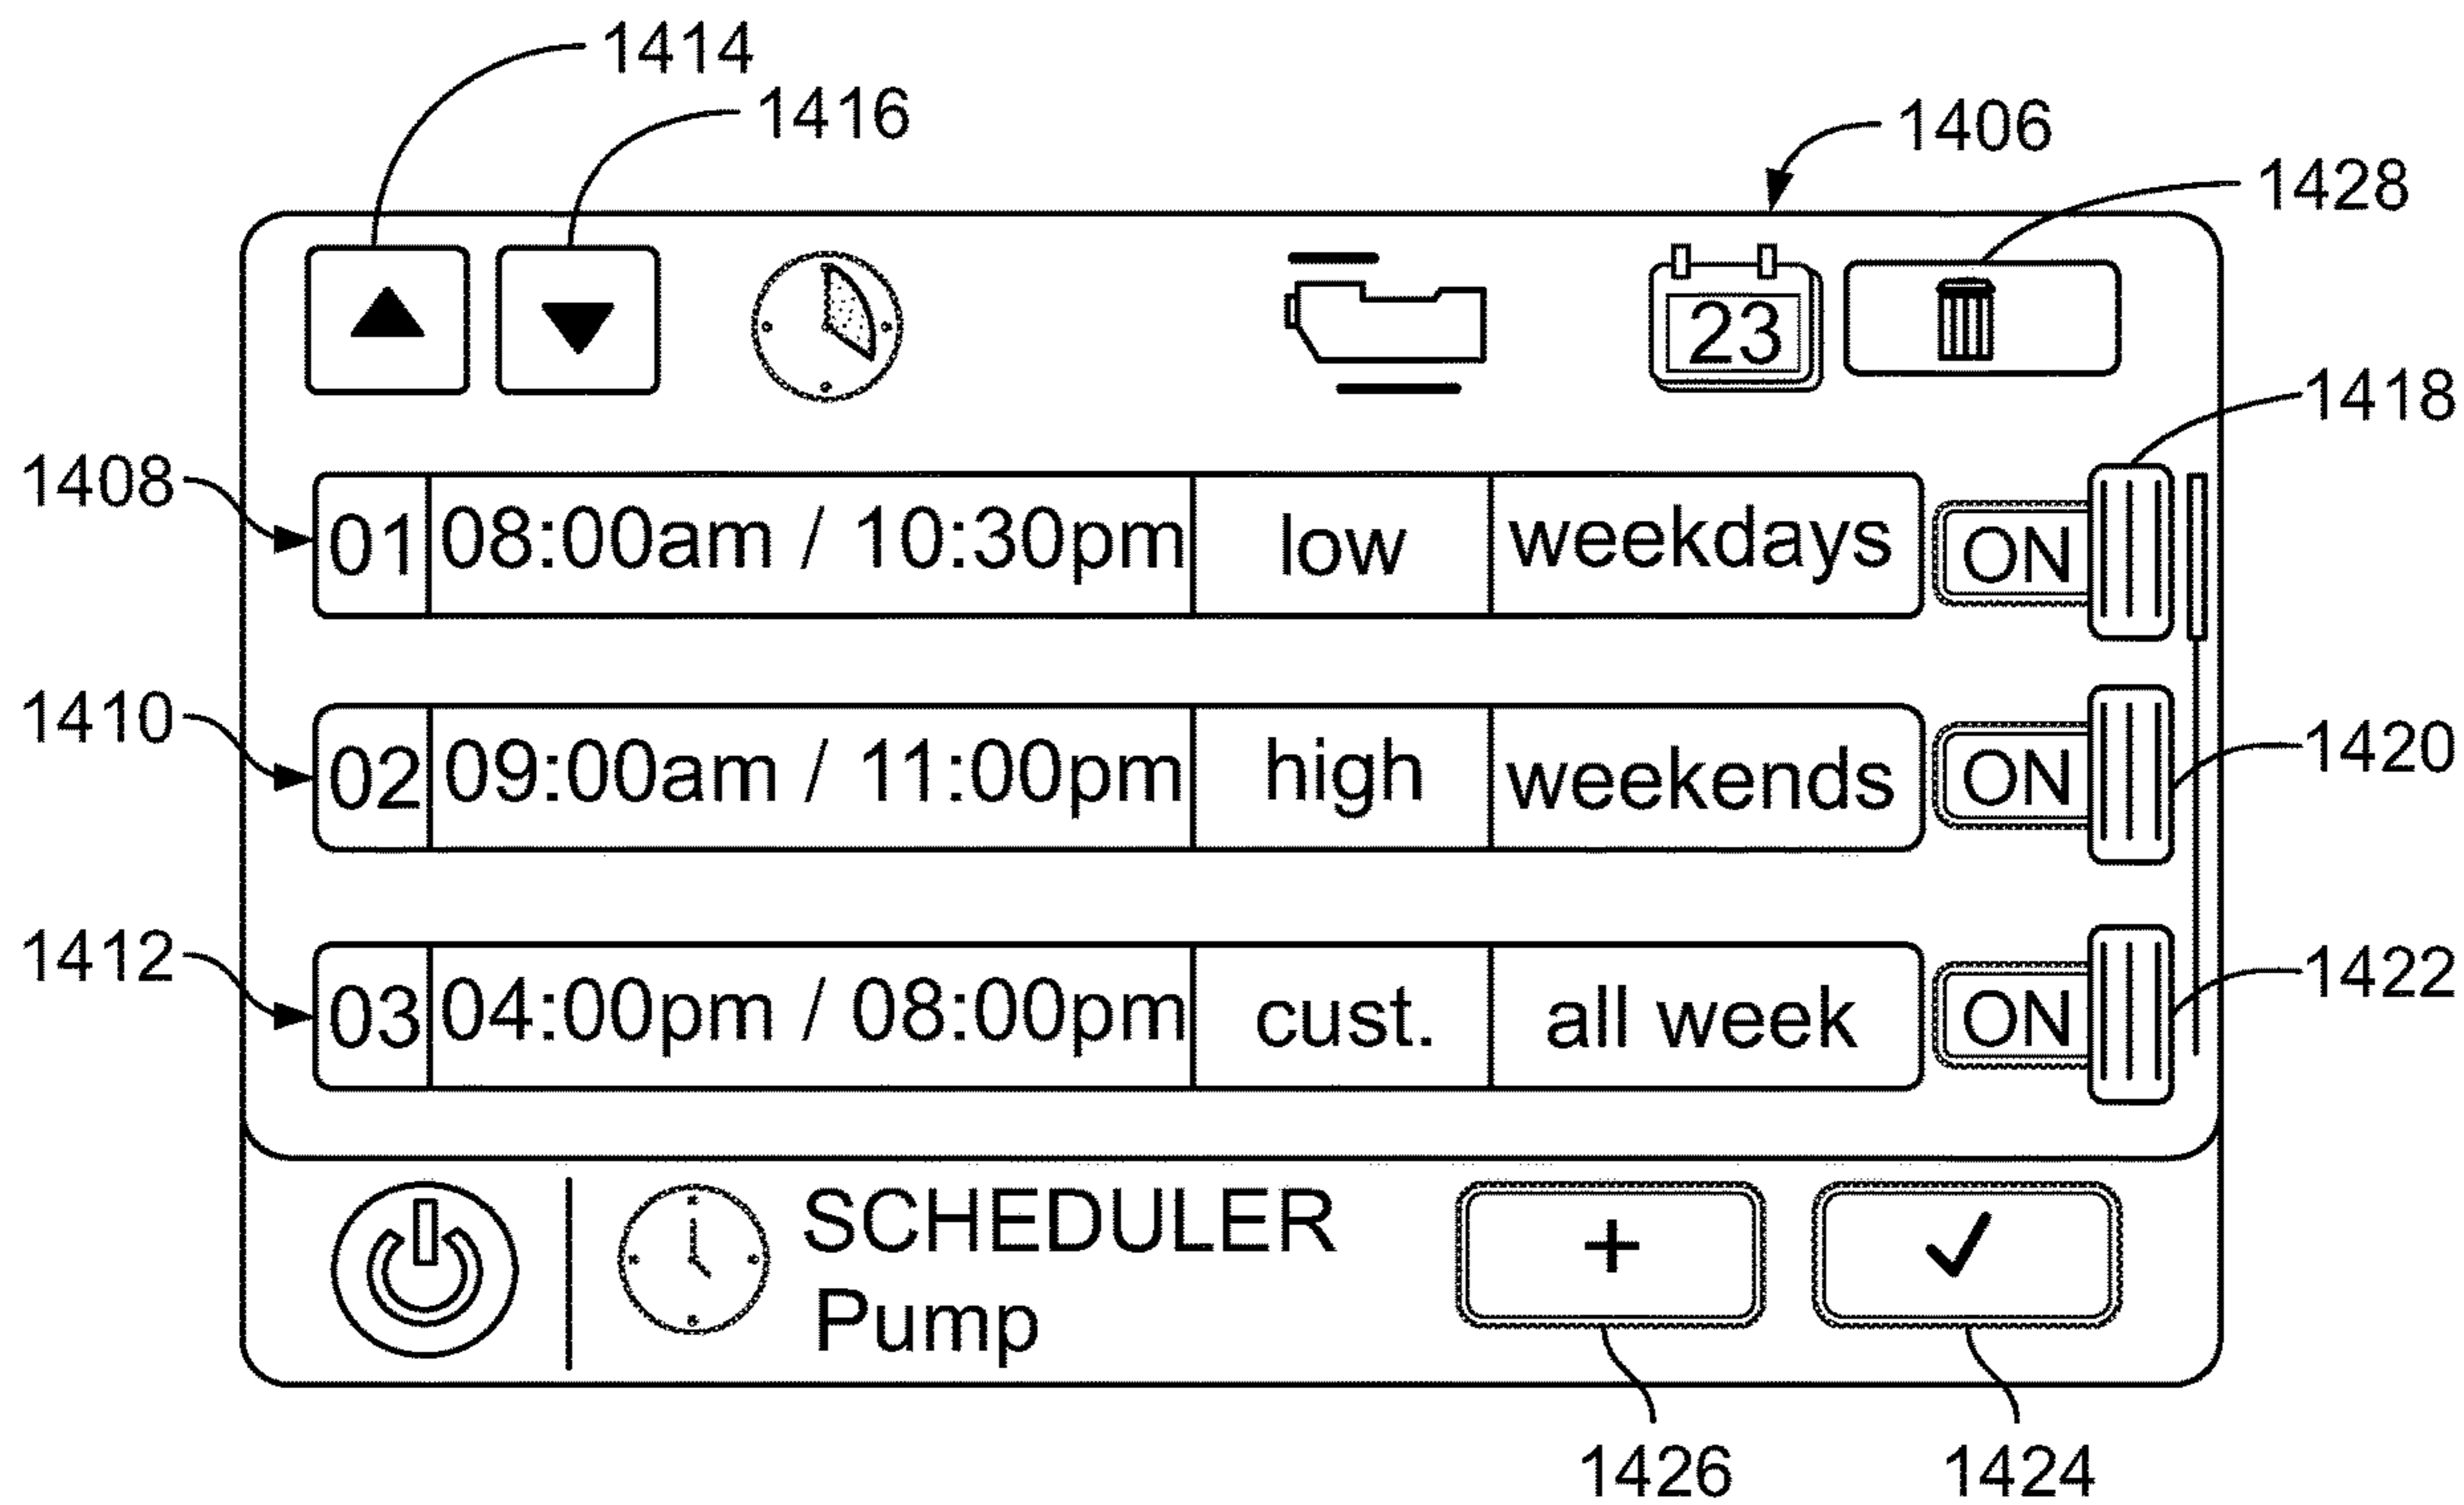 1414
1416
1406
1428
23
1418
1408
01 08:00am / 10:30pm low weekdays ON
1410
02 09:00am / 11:00pm high weekends ON
1420
1412
03 04:00pm / 08:00pm cust. all week ON
1422
SCHEDULER
Pump
+
1426
1424